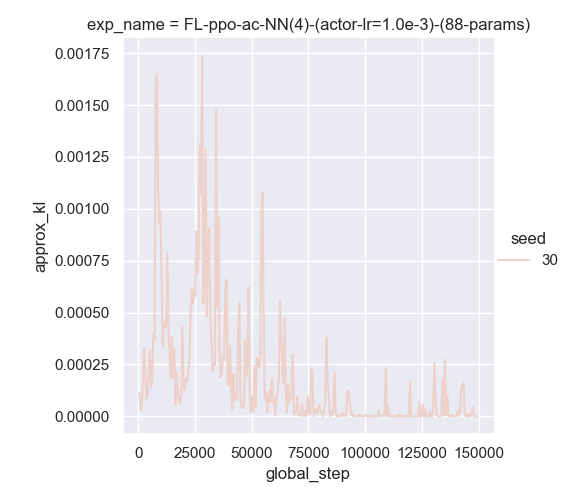 exp_name = FL-ppo-ac-NN(4)-(actor-lr=1.0e-3)-(88-params)
0.00175
0.00150
0.00125
0.00100
0.00075
0.00050
0.00025
0.00000
approx_kl
0 25000 50000 75000 100000 125000 150000
global_step
seed
30